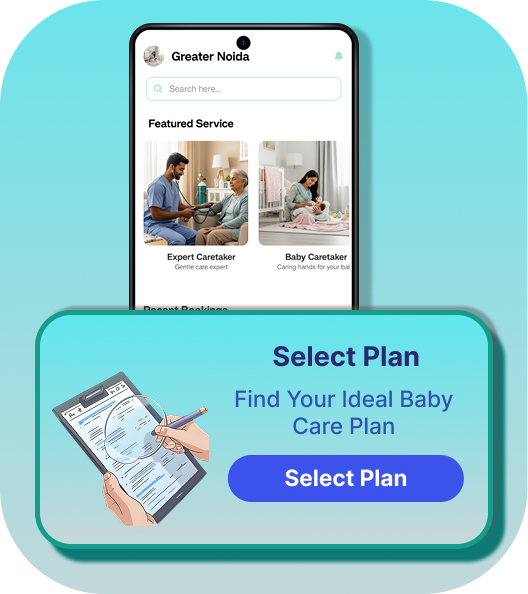 Greater Noida
Search here...
Featured Service
Expert Caretaker
Gentle care expert
Baby Caretaker
Caring hands for your bal
Recent Bookings
Select Plan
Find Your Ideal Baby
Care Plan
Select Plan